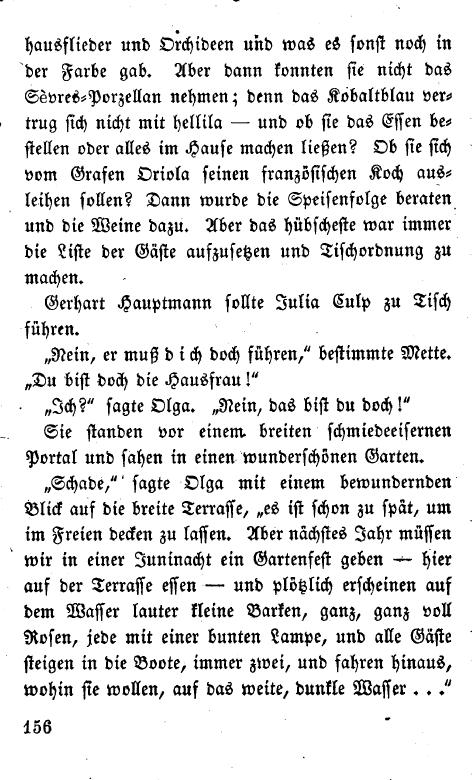 hausflieder und Orchideen und was es sonst noch in
der Farbe gab. Aber dann konnten sie nicht das
Sèvres-Porzellan nehmen; denn das Kobaltblau ver-
trug sich nicht mit hellila — und ob sie das Essen be-
stellen oder alles im Hause machen ließen? Ob sie sich
vom Grafen Oriola seinen französischen Koch aus-
leihen sollen? Dann wurde die Speisenfolge beraten
und die Weine dazu. Aber das hübscheste war immer
die Liste der Gäste aufzusetzen und Tischordnung zu
machen.
Gerhart Hauptmann sollte Julia Culp zu Tisch
führen.
„Nein, er muß dich doch führen,“ bestimmte Mette.
„Du bist doch die Hausfrau!“
„Ich?“ sagte Olga. „Nein, das bist du doch!“
Sie standen vor einem breiten schmiedeeisernen
Portal und sahen in einen wunderschönen Garten.
„Schade,“ sagte Olga mit einem bewundernden
Blick auf die breite Terrasse, „es ist schon zu spät, um
im Freien decken zu lassen. Aber nächstes Jahr müssen
wir in einer Juninacht ein Gartenfest geben — hier
auf der Terrasse essen — und plötzlich erscheinen auf
dem Wasser lauter kleine Barken, ganz, ganz voll
Rosen, jede mit einer bunten Lampe, und alle Gäste
steigen in die Boote, immer zwei, und fahren hinaus,
wohin sie wollen, auf das weite, dunkle Wasser . . .“
156